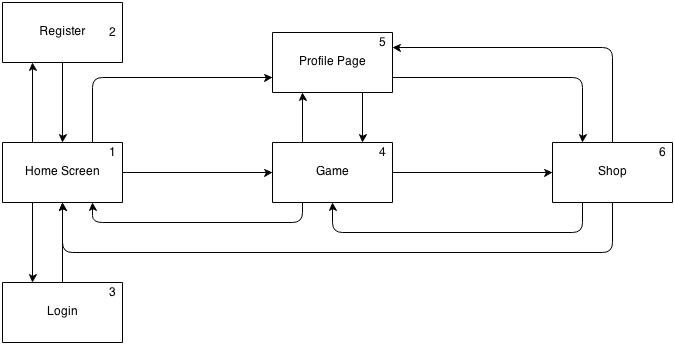 Register 2
5
Profile Page
1
Home Screen
4
Game
6
Shop
3
Login